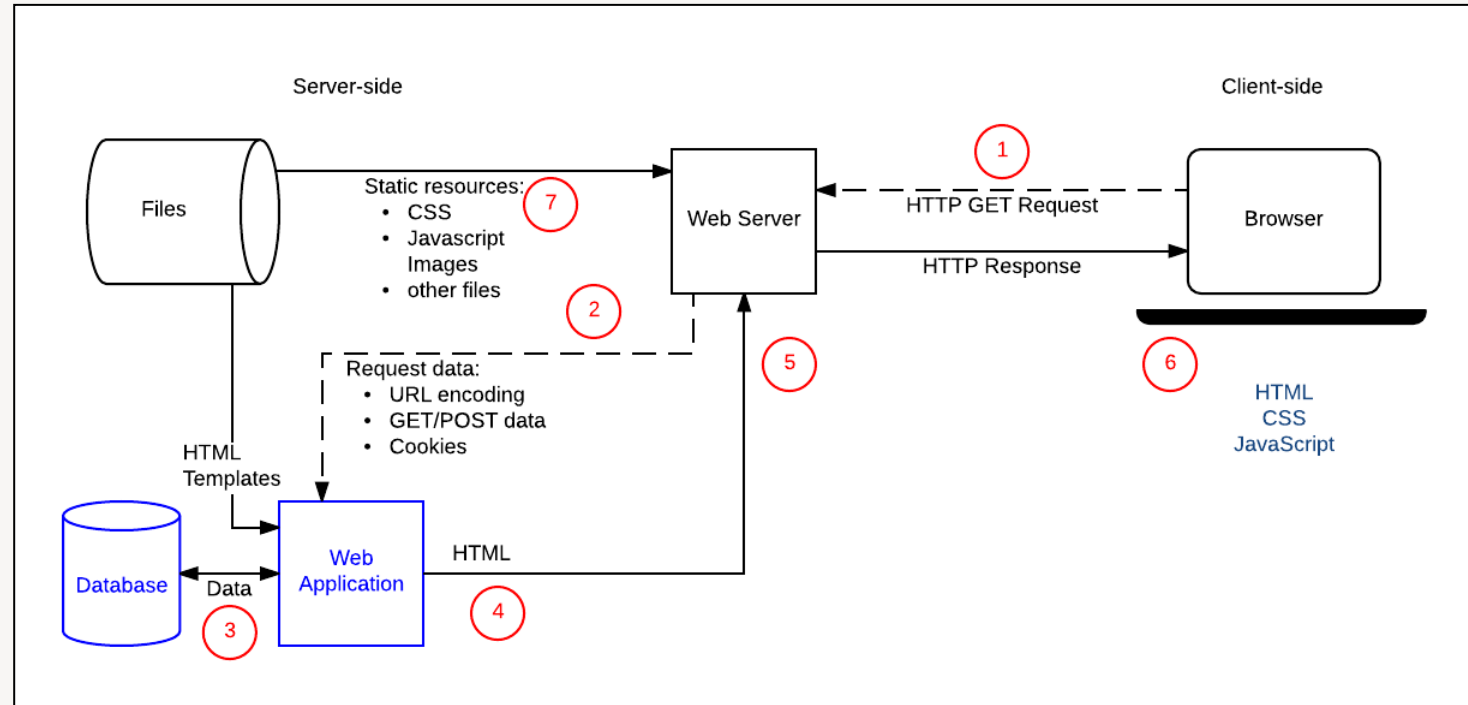 Server-side
Client-side
1
Files
Static resources:
• CSS
• Javascript
Images
• other files
7
Web Server
HTTP GET Request
HTTP Response
Browser
2
5
6
Request data:
• URL encoding
• GET/POST data
• Cookies
HTML
CSS
JavaScript
HTML
Templates
Database
Data
3
Web
Application
HTML
4